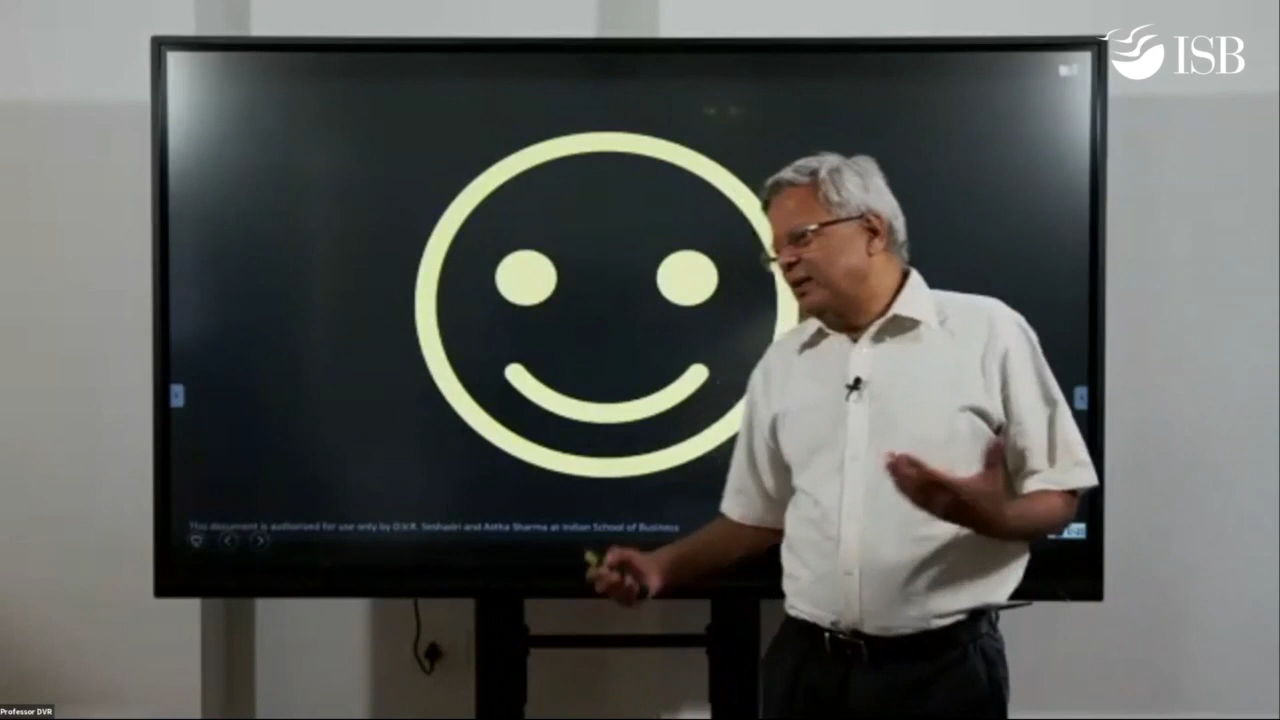 ISB
This document is authorized for use only by D.V.R. Seshadri and Astha Sharma at Indian School of Business
Professor DVR